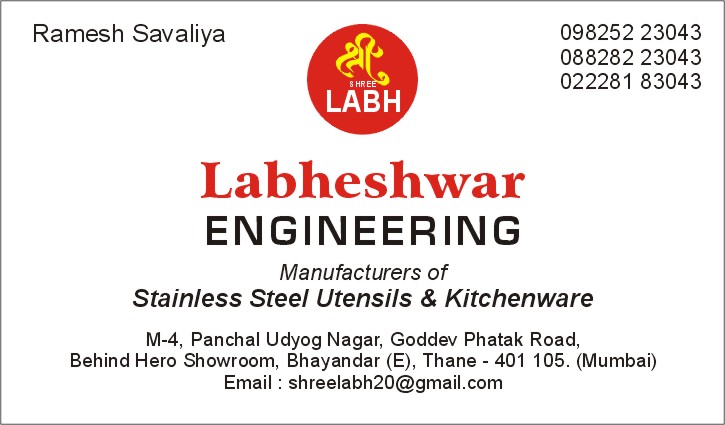 Ramesh Savaliya
098252 23043
088282 23043
022281 83043
श्री
SHREE
LABH
Labheshwar
ENGINEERING
Manufacturers of
Stainless Steel Utensils & Kitchenware
M-4, Panchal Udyog Nagar, Goddev Phatak Road,
Behind Hero Showroom, Bhayandar (E), Thane - 401 105. (Mumbai)
Email : shreelabh20@gmail.com